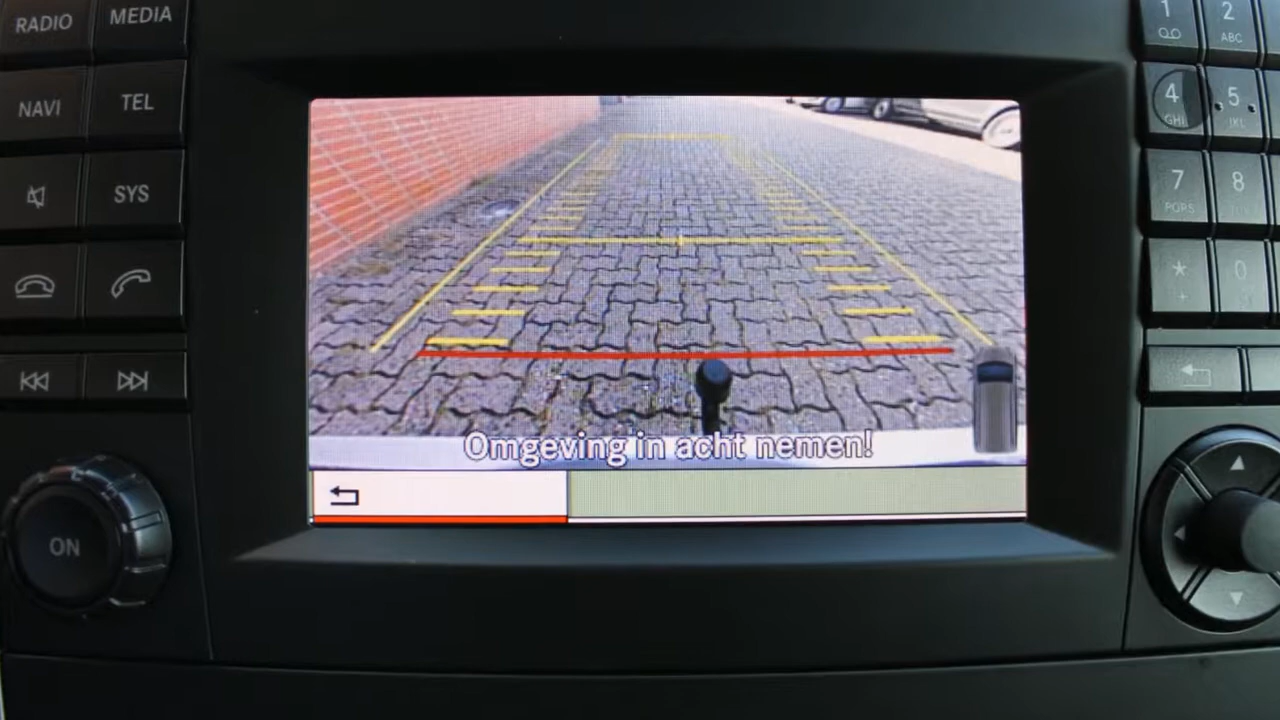 RADIO
MEDIA
NAVI
TEL
SYS
ON
1
2
ABC
4
GHI
5
JKL
7
PQRS
8
*
+
0
Omgeving in acht nemen!